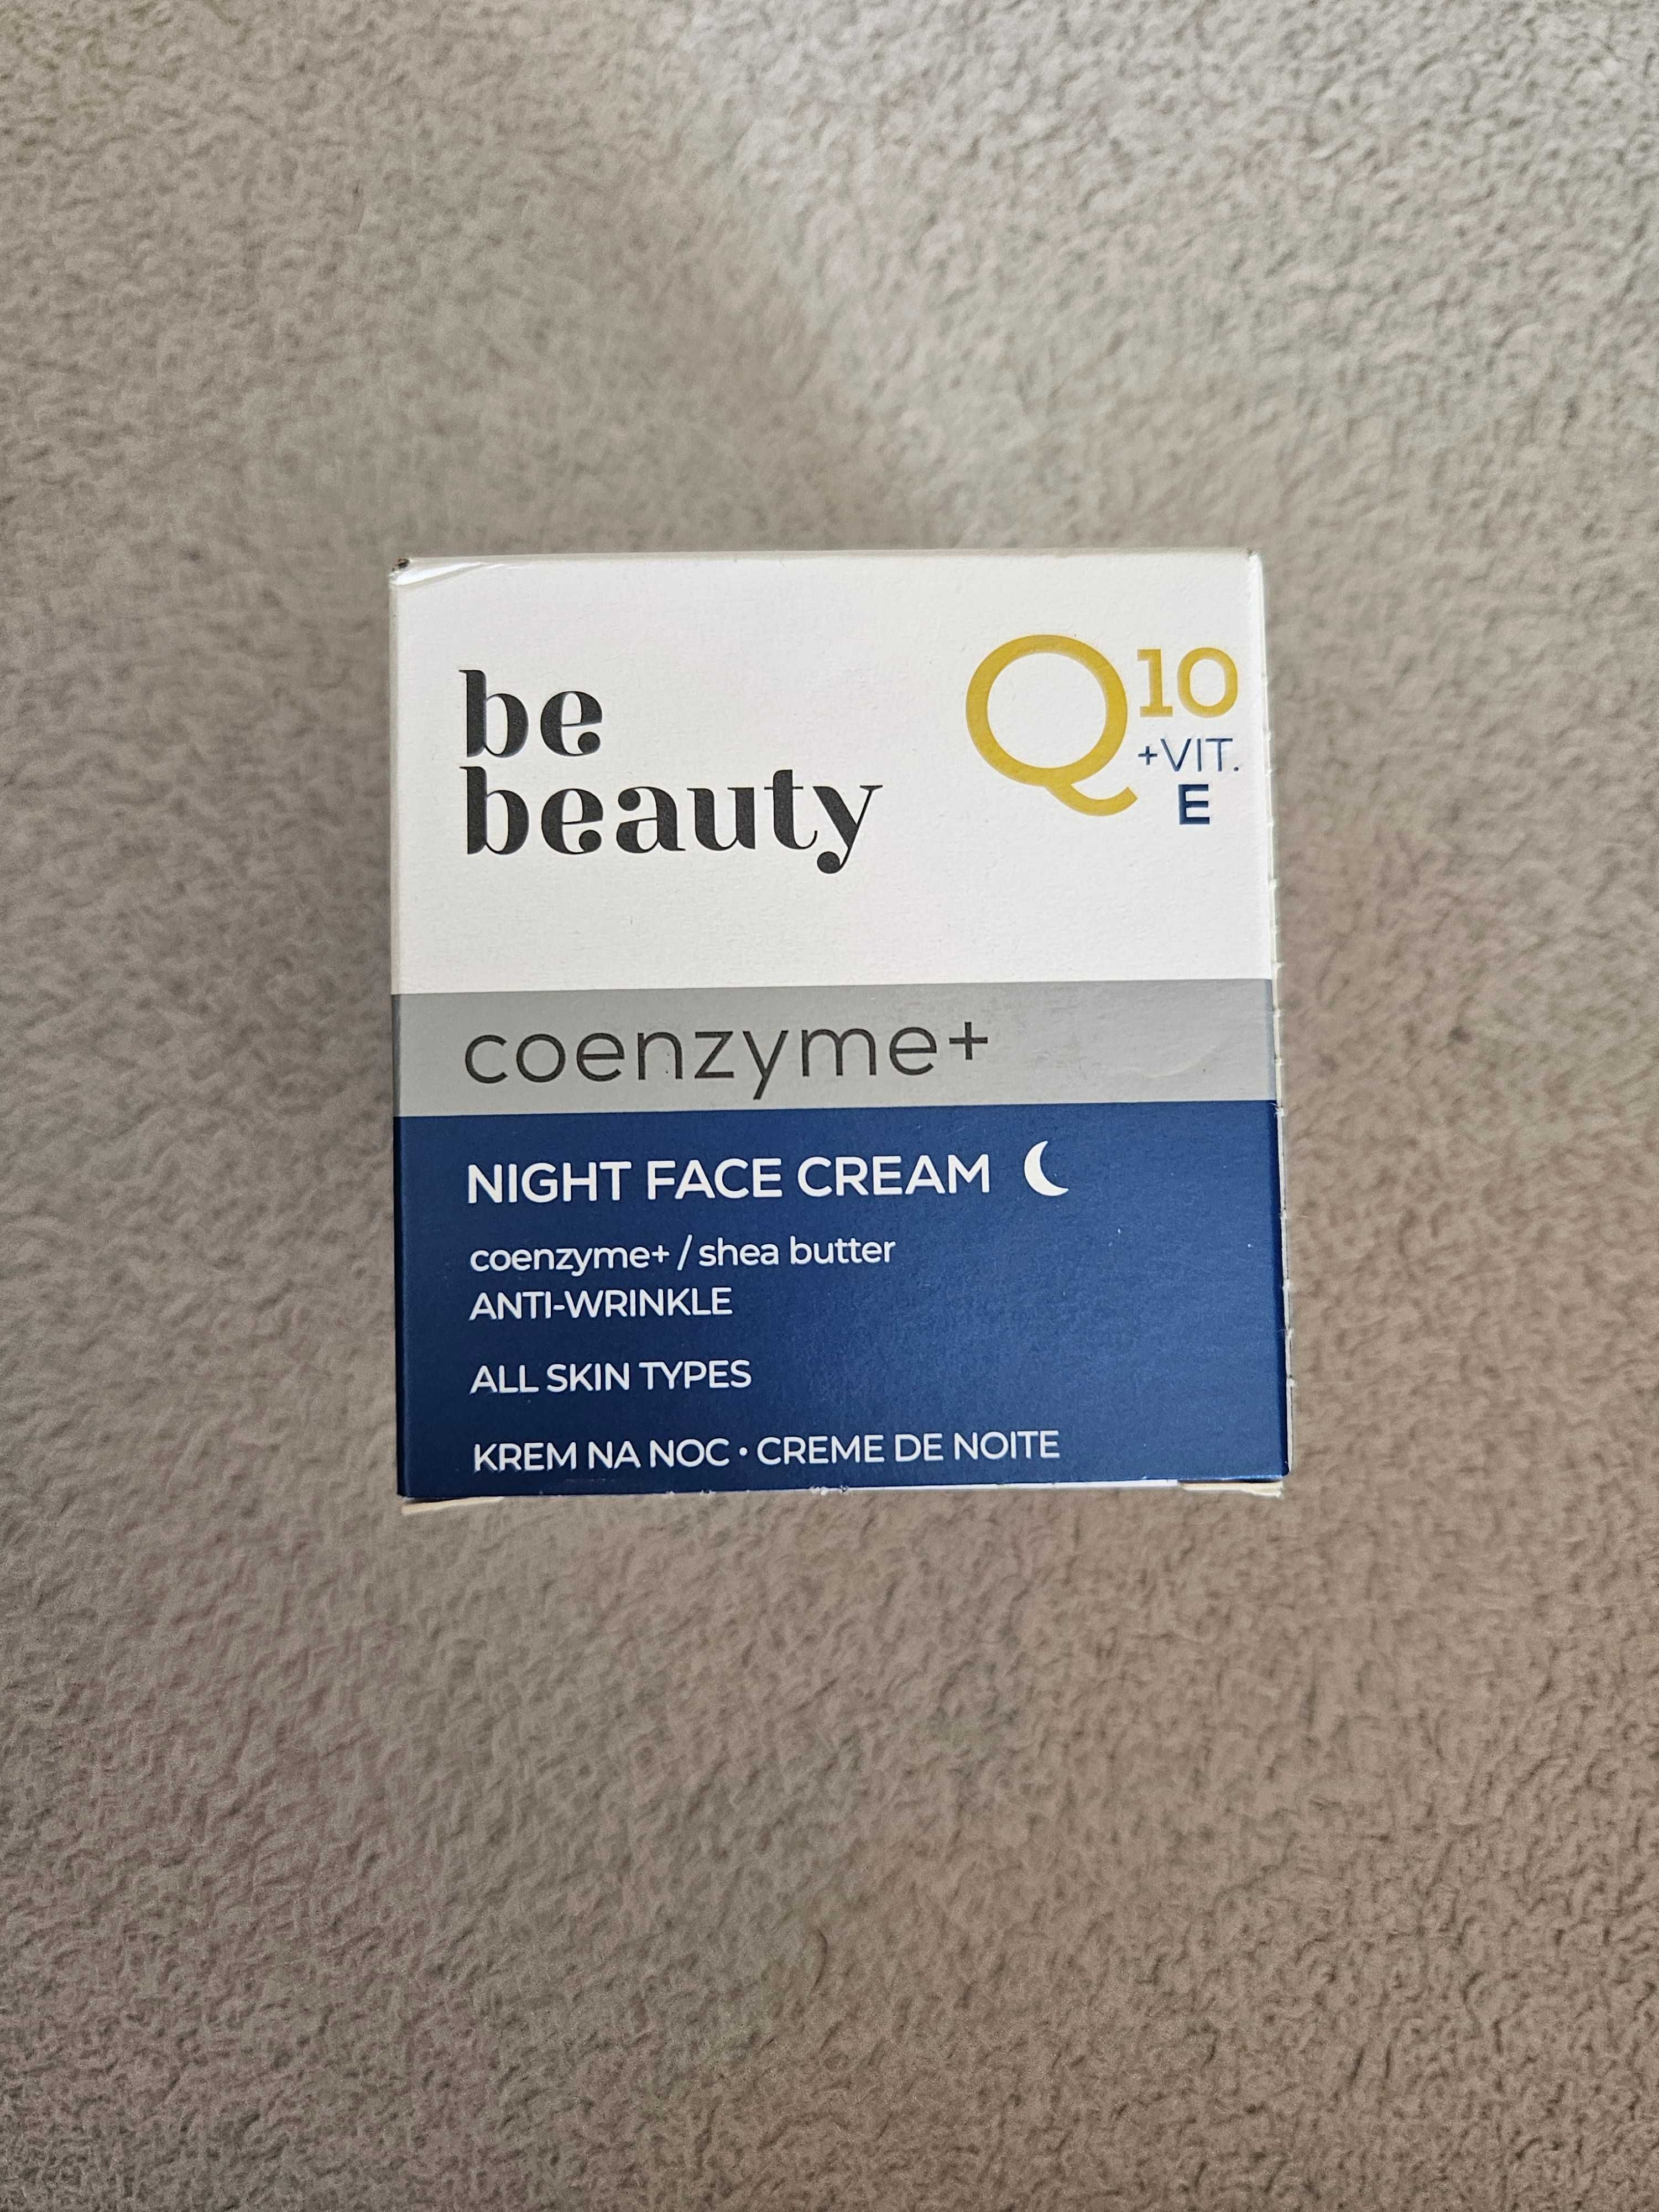 be
beauty
Q10
+VIT.
E
coenzyme+
NIGHT FACE CREAM
coenzyme+ / shea butter
ANTI-WRINKLE
ALL SKIN TYPES
KREM NA NOC • CREME DE NOITE